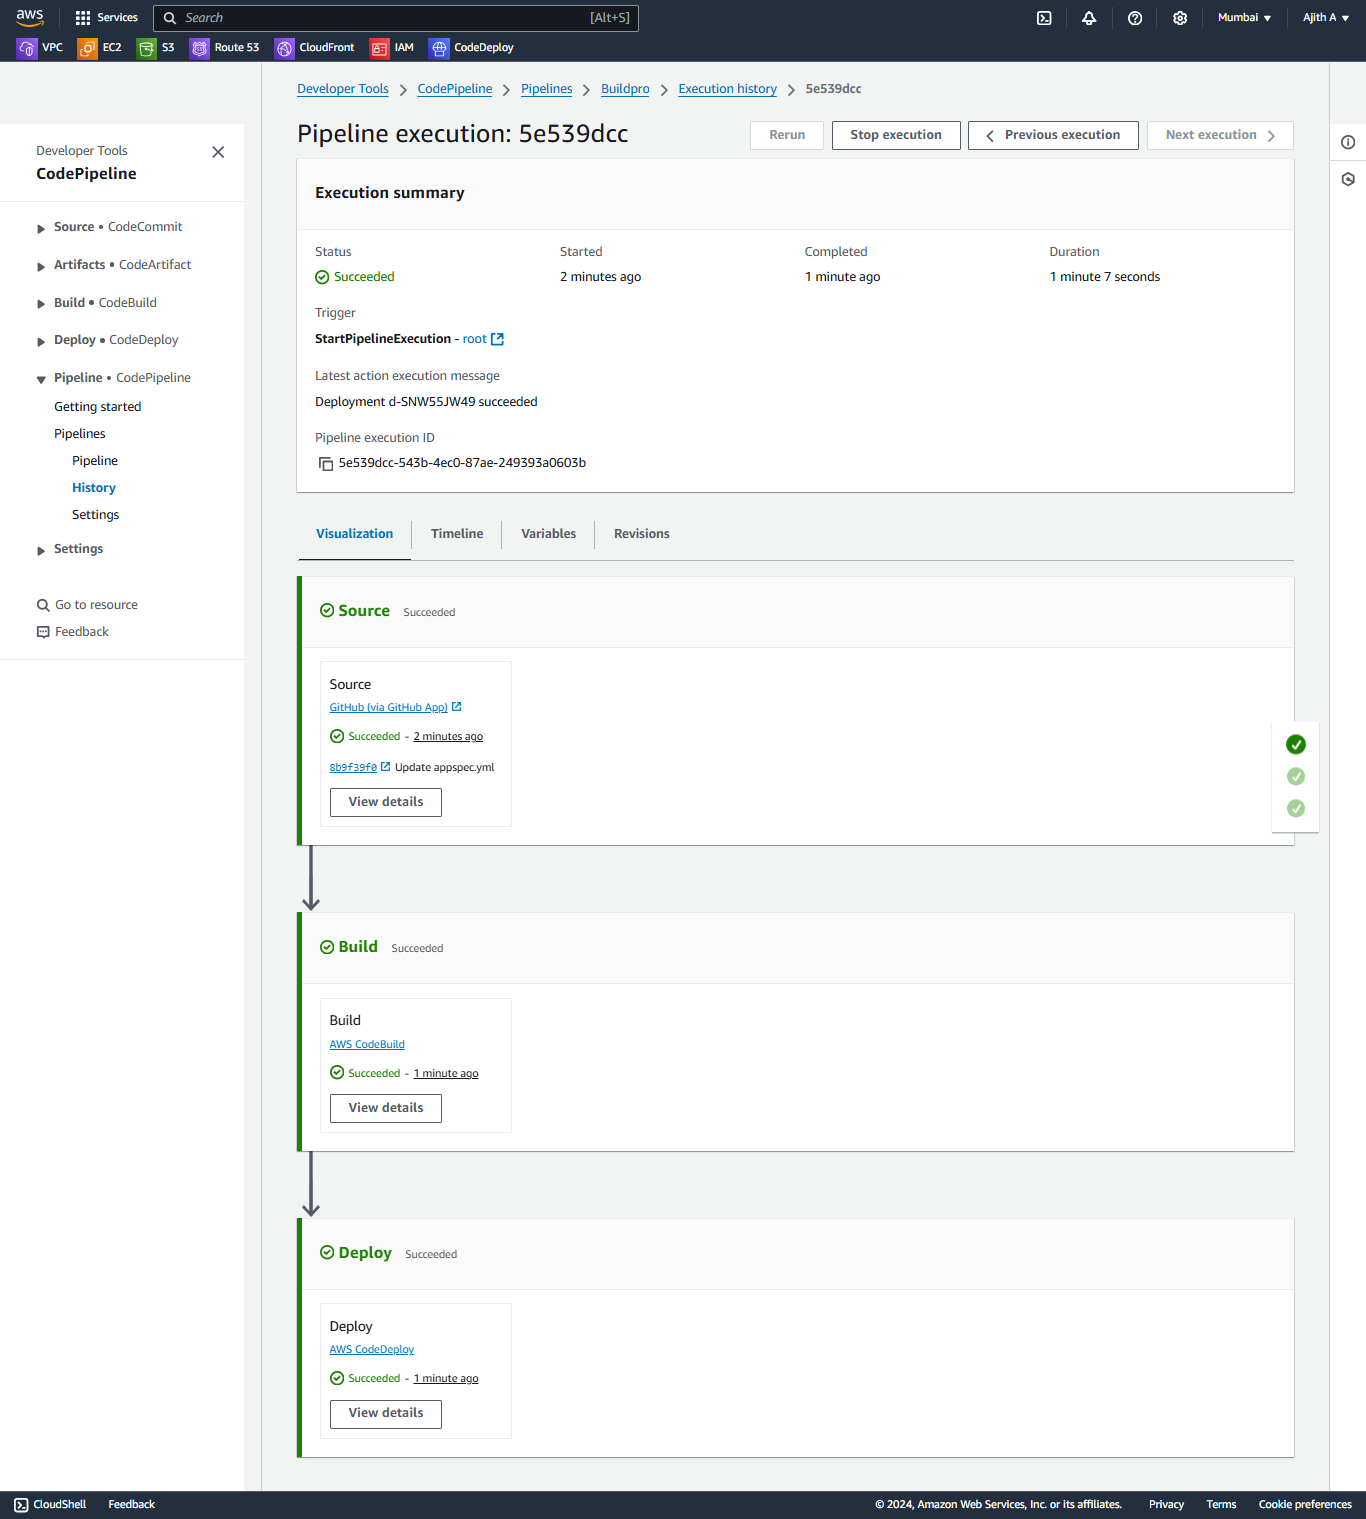 aws
Services
Search [Alt+S]
Mumbai
Ajith A
VPC
EC2
S3
Route 53
CloudFront
IAM
CodeDeploy
Developer Tools
CodePipeline
Source • CodeCommit
Artifacts • CodeArtifact
Build • CodeBuild
Deploy • CodeDeploy
Pipeline • CodePipeline
Getting started
Pipelines
Pipeline
History
Settings
Settings
Go to resource
Feedback
Developer Tools > CodePipeline > Pipelines > Buildpro > Execution history > 5e539dcc
Pipeline execution: 5e539dcc
Rerun
Stop execution
Previous execution
Next execution
Execution summary
Status
Succeeded
Started
2 minutes ago
Completed
1 minute ago
Duration
1 minute 7 seconds
Trigger
StartPipelineExecution - root
Latest action execution message
Deployment d-SNW55JW49 succeeded
Pipeline execution ID
5e539dcc-543b-4ec0-87ae-249393a0603b
Visualization
Timeline
Variables
Revisions
Source Succeeded
Source
GitHub (via GitHub App)
Succeeded - 2 minutes ago
8b9f39f0 Update appspec.yml
View details
Build Succeeded
Build
AWS CodeBuild
Succeeded - 1 minute ago
View details
Deploy Succeeded
Deploy
AWS CodeDeploy
Succeeded - 1 minute ago
View details
CloudShell
Feedback
© 2024, Amazon Web Services, Inc. or its affiliates.
Privacy
Terms
Cookie preferences